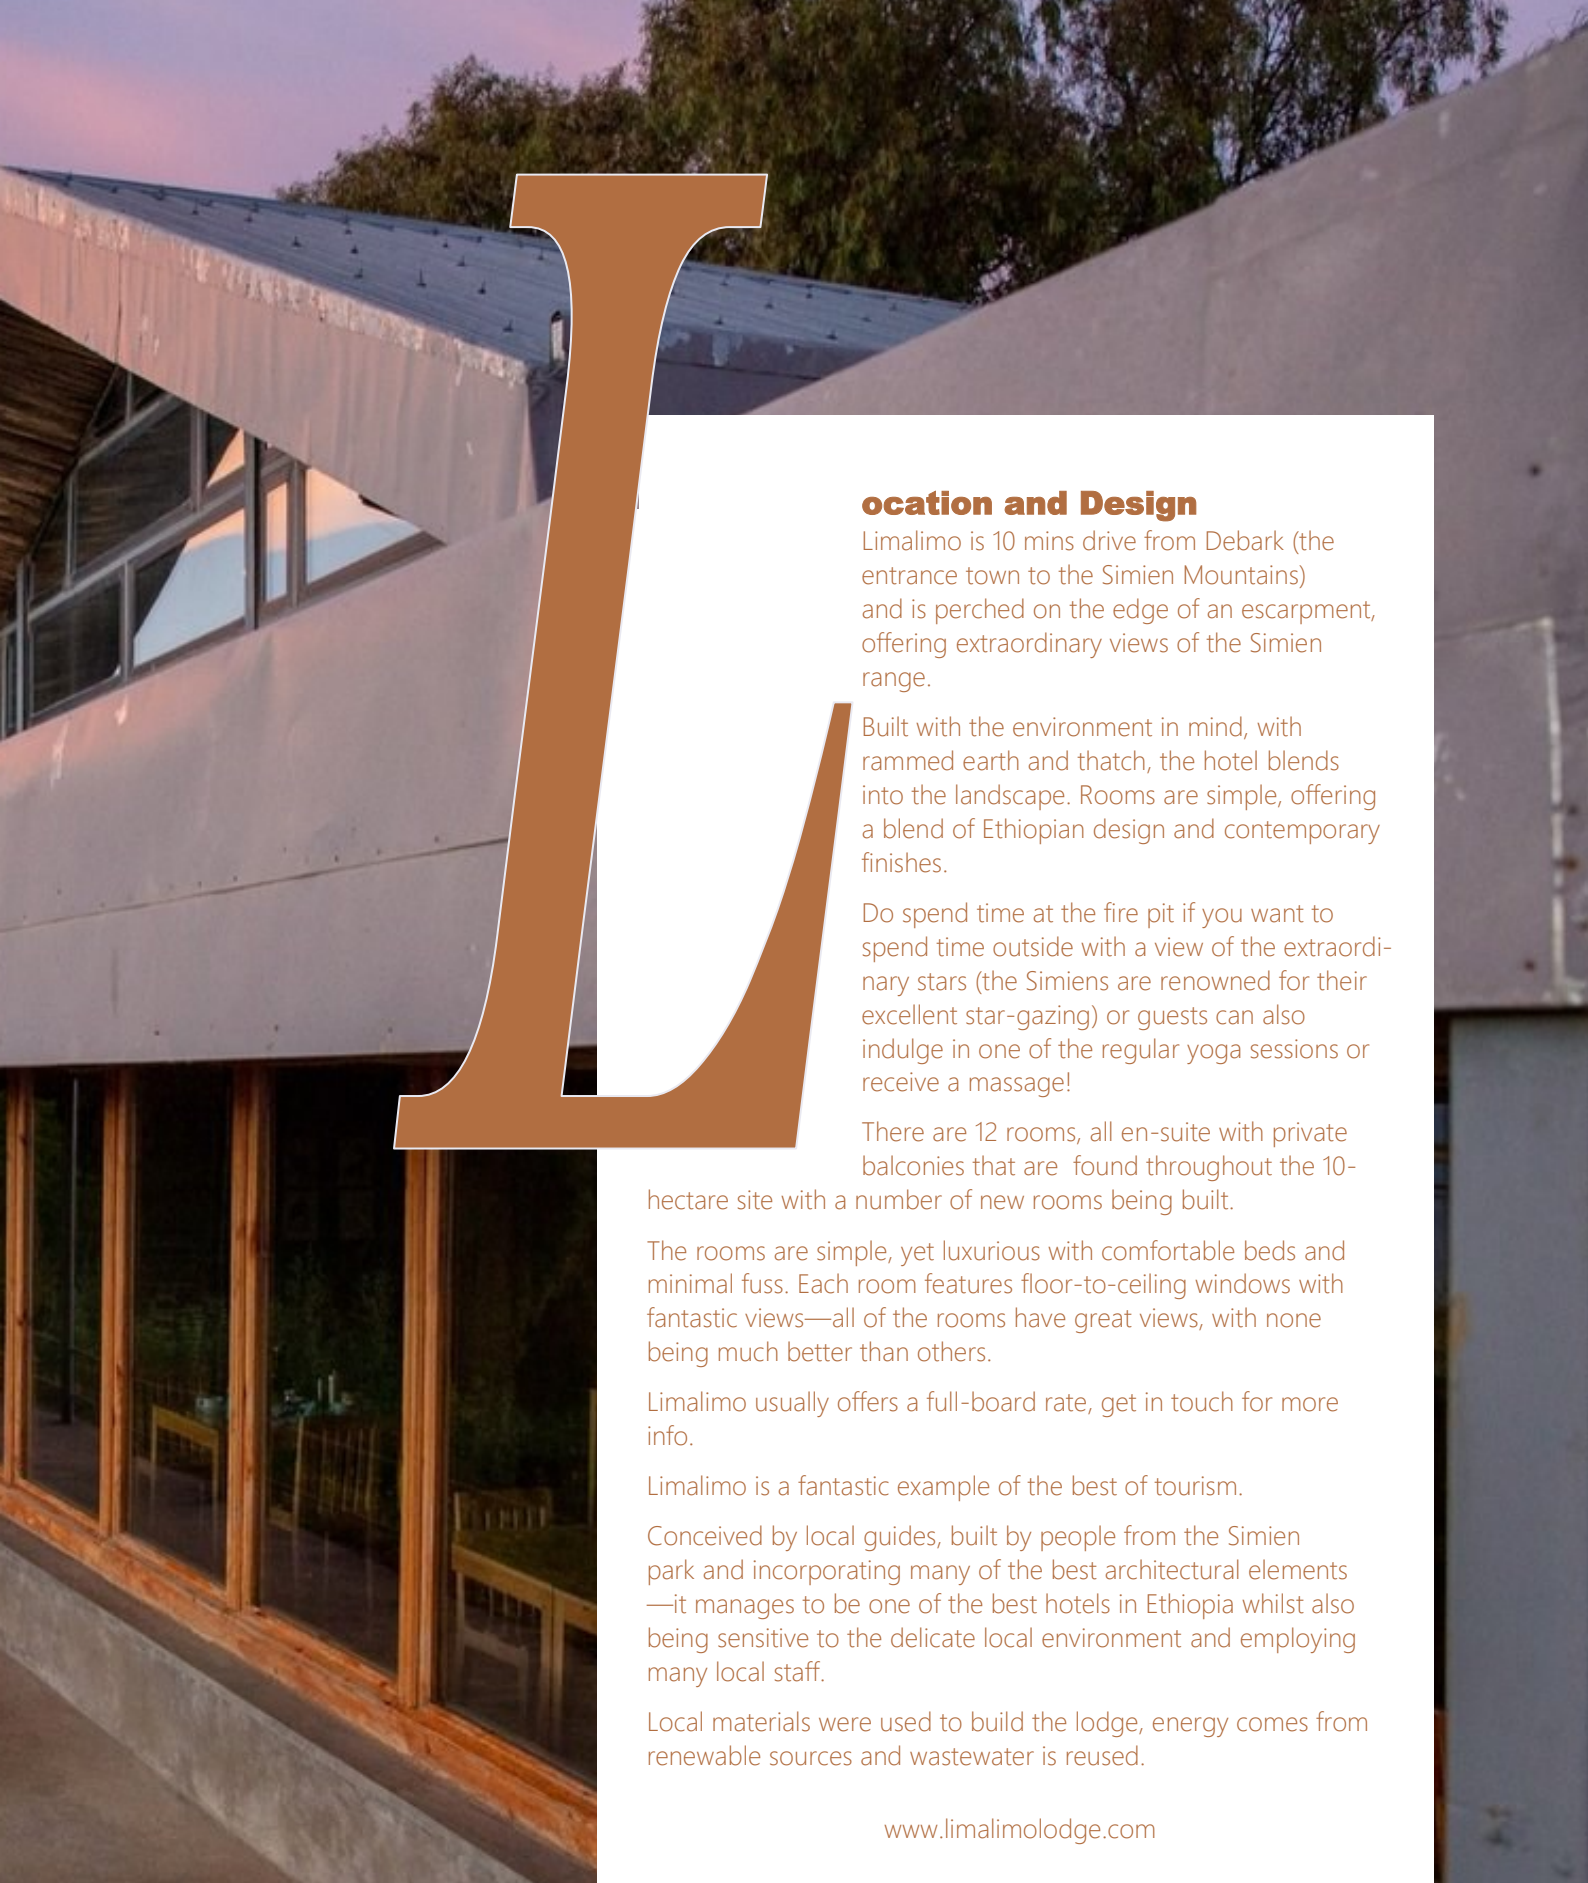 Location and Design
Limalimo is 10 mins drive from Debark (the
entrance town to the Simien Mountains)
and is perched on the edge of an escarpment,
offering extraordinary views of the Simien
range.
Built with the environment in mind, with
rammed earth and thatch, the hotel blends
into the landscape. Rooms are simple, offering
a blend of Ethiopian design and contemporary
finishes.
Do spend time at the fire pit if you want to
spend time outside with a view of the extraordi-
nary stars (the Simiens are renowned for their
excellent star-gazing) or guests can also
indulge in one of the regular yoga sessions or
receive a massage!
There are 12 rooms, all en-suite with private
balconies that are  found throughout the 10-
hectare site with a number of new rooms being built.
The rooms are simple, yet luxurious with comfortable beds and
minimal fuss. Each room features floor-to-ceiling windows with
fantastic views—all of the rooms have great views, with none
being much better than others.
Limalimo usually offers a full-board rate, get in touch for more
info.
Limalimo is a fantastic example of the best of tourism.
Conceived by local guides, built by people from the Simien
park and incorporating many of the best architectural elements
—it manages to be one of the best hotels in Ethiopia whilst also
being sensitive to the delicate local environment and employing
many local staff.
Local materials were used to build the lodge, energy comes from
renewable sources and wastewater is reused.
www.limalimolodge.com